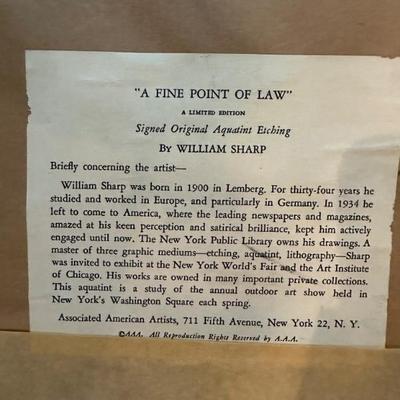 "A FINE POINT OF LAW"
A LIMITED EDITION
Signed Original Aquatint Etching
By WILLIAM SHARP
Briefly concerning the artist—
William Sharp was born in 1900 in Lemberg. For thirty-four years he
studied and worked in Europe, and particularly in Germany. In 1934 he
left to come to America, where the leading newspapers and magazines,
amazed at his keen perception and satirical brilliance, kept him actively
engaged until now. The New York Public Library owns his drawings. A
master of three graphic mediums—etching, aquatint, lithography—Sharp
was invited to exhibit at the New York World's Fair and the Art Institute
of Chicago. His works are owned in many important private collections.
This aquatint is a study of the annual outdoor art show held in
New York's Washington Square each spring.
Associated American Artists, 711 Fifth Avenue, New York 22, N. Y.
©AAA. All Reproduction Rights Reserved by A.A.A.